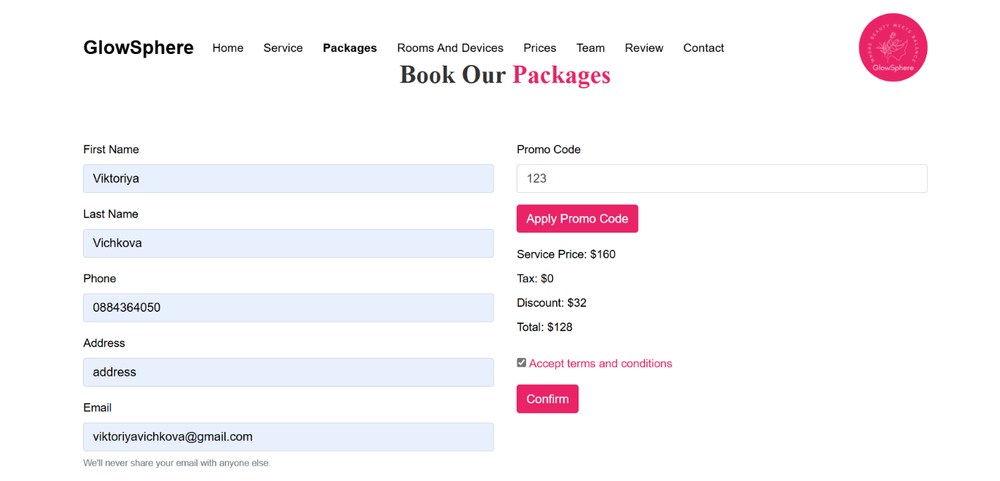 GlowSphere Home Service Packages Rooms And Devices Prices Team Review Contact
WHERE BEAUTY MEETS BALANCE
GlowSphere
Book Our Packages
First Name
Viktoriya
Last Name
Vichkova
Phone
0884364050
Address
address
Email
viktoriyavichkova@gmail.com
We'll never share your email with anyone else.
Promo Code
123
Apply Promo Code
Service Price: $160
Tax: $0
Discount: $32
Total: $128
Accept terms and conditions
Confirm